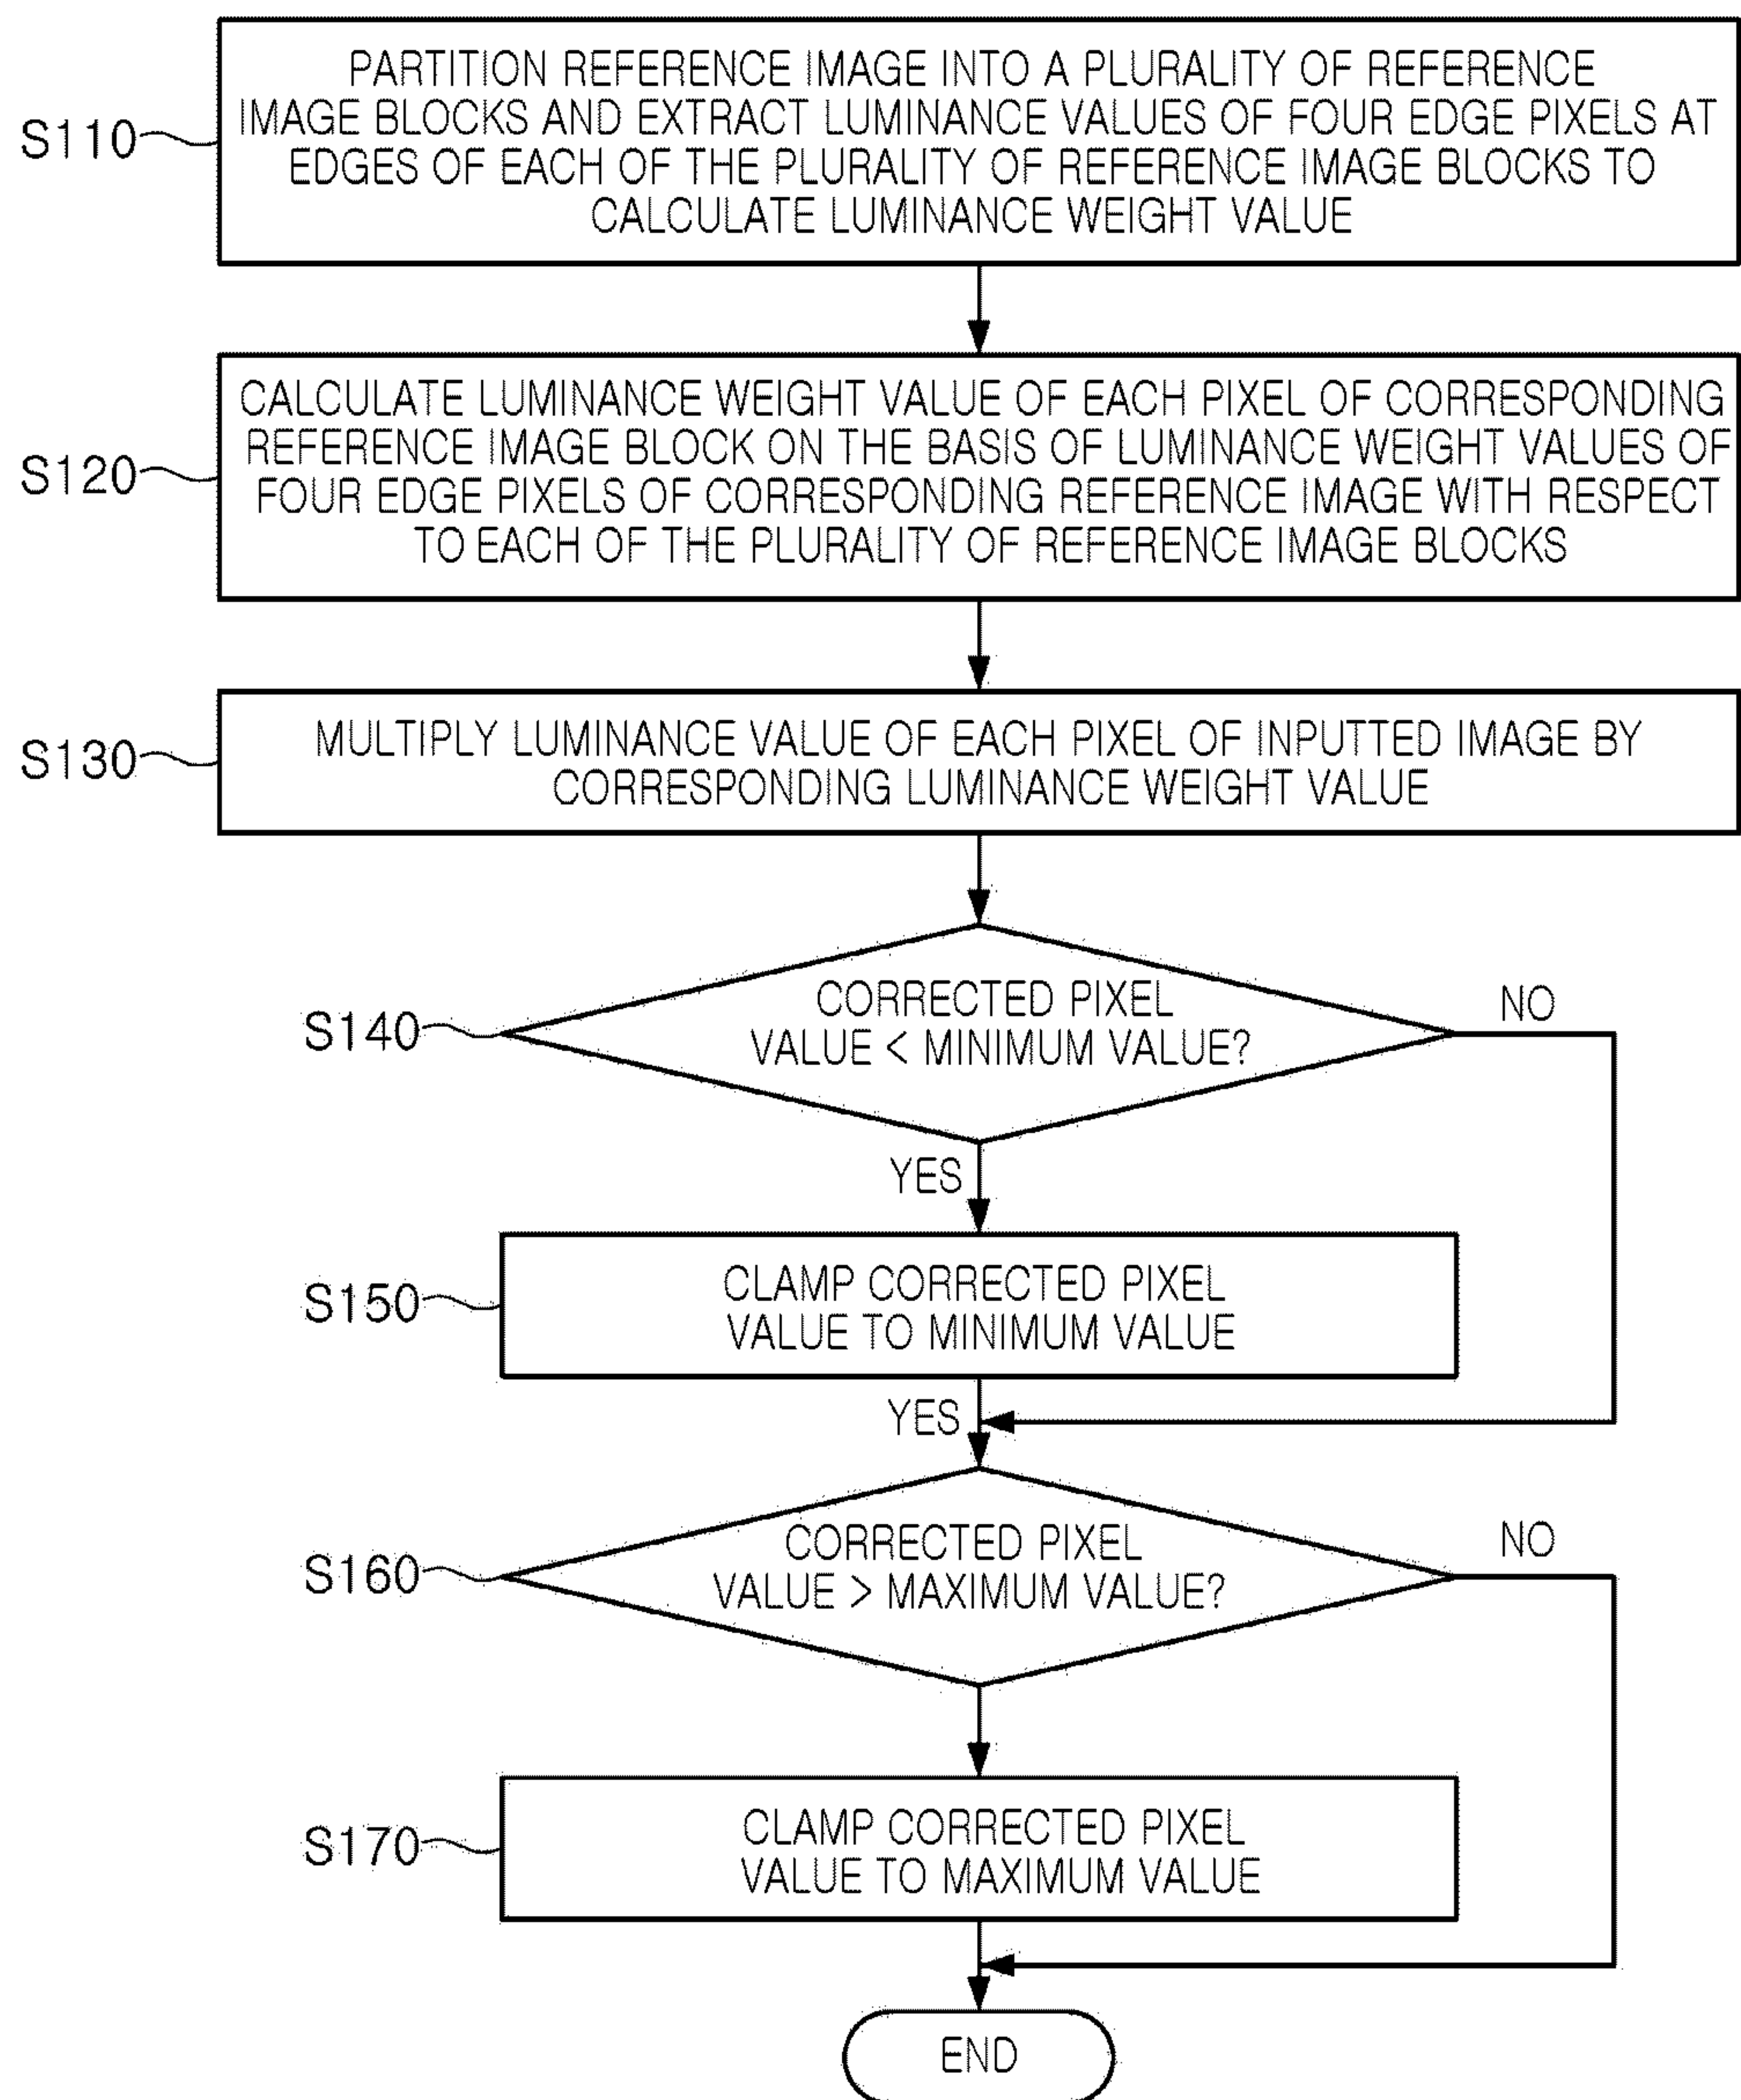 PARTITION REFERENCE IMAGE INTO A PLURALITY OF REFERENCE
IMAGE BLOCKS AND EXTRACT LUMINANCE VALUES OF FOUR EDGE PIXELS AT
EDGES OF EACH OF THE PLURALITY OF REFERENCE IMAGE BLOCKS TO
CALCULATE LUMINANCE WEIGHT VALUE
S110
CALCULATE LUMINANCE WEIGHT VALUE OF EACH PIXEL OF CORRESPONDING
REFERENCE IMAGE BLOCK ON THE BASIS OF LUMINANCE WEIGHT VALUES OF
FOUR EDGE PIXELS OF CORRESPONDING REFERENCE IMAGE WITH RESPECT
TO EACH OF THE PLURALITY OF REFERENCE IMAGE BLOCKS
S120
MULTIPLY LUMINANCE VALUE OF EACH PIXEL OF INPUTTED IMAGE BY
CORRESPONDING LUMINANCE WEIGHT VALUE
S130
CORRECTED PIXEL
VALUE < MINIMUM VALUE?
S140
NO
YES
CLAMP CORRECTED PIXEL
VALUE TO MINIMUM VALUE
S150
YES
CORRECTED PIXEL
VALUE > MAXIMUM VALUE?
S160
NO
CLAMP CORRECTED PIXEL
VALUE TO MAXIMUM VALUE
S170
END